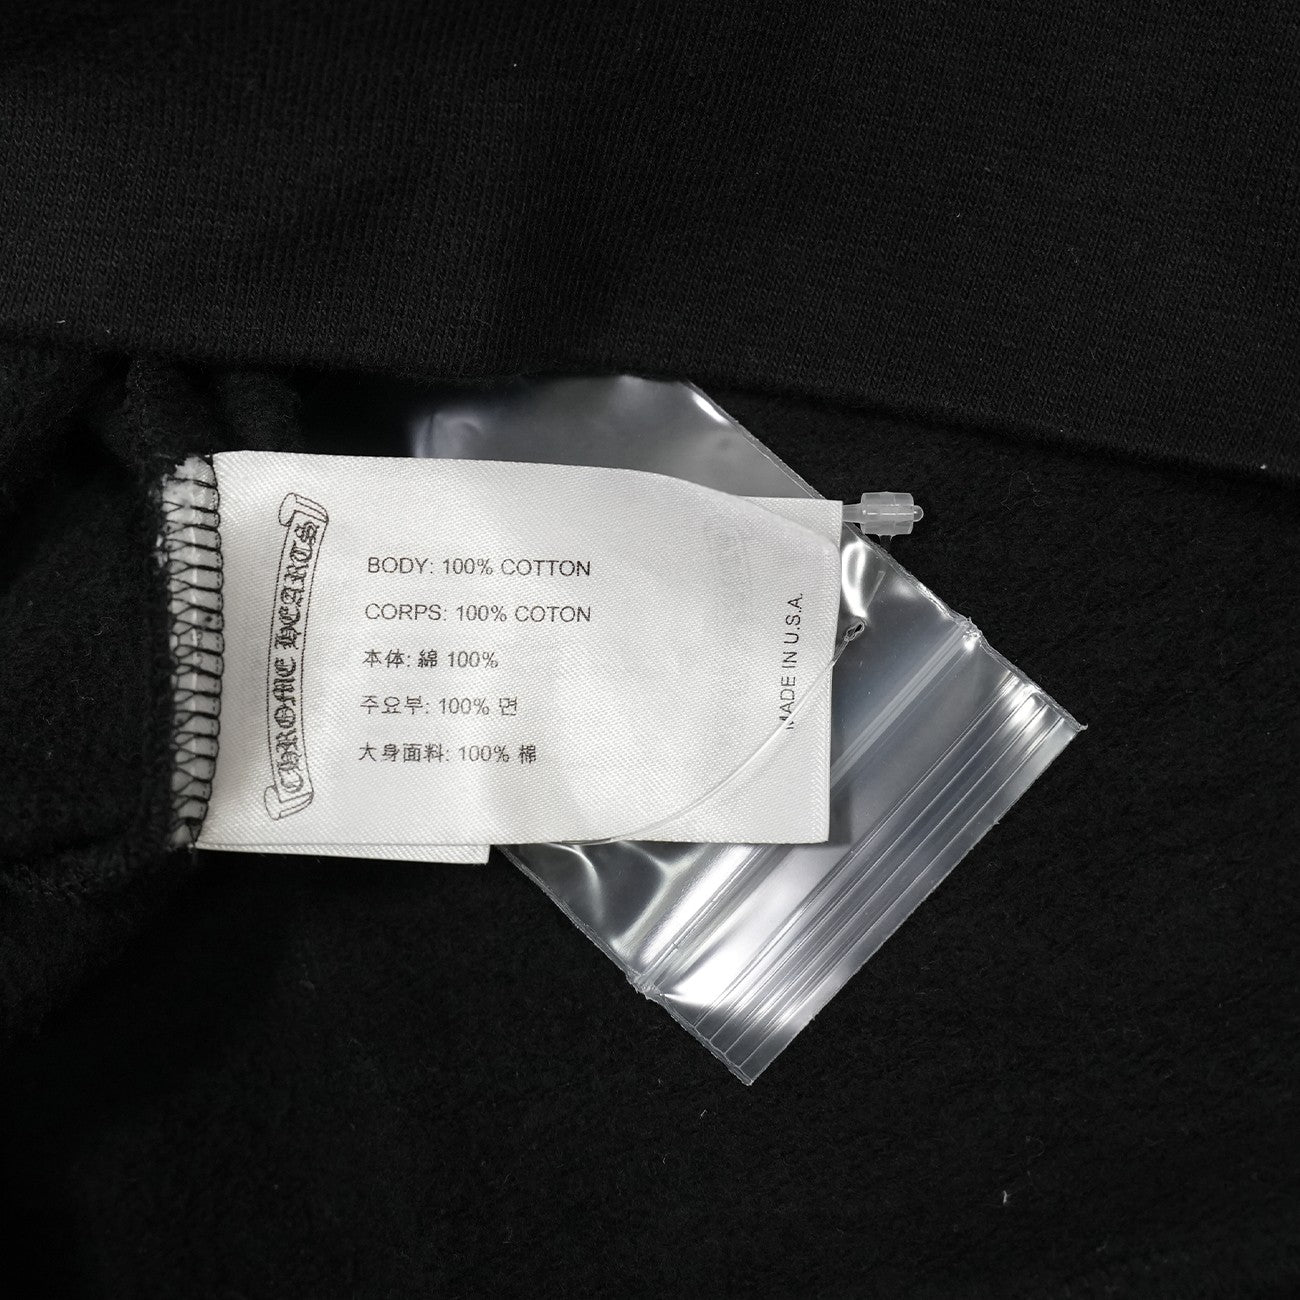 CHROME HEARTS
BODY: 100% COTTON
CORPS: 100% COTON
本体: 綿 100%
주요부: 100% 면
大身面料: 100% 棉
MADE IN U.S.A.